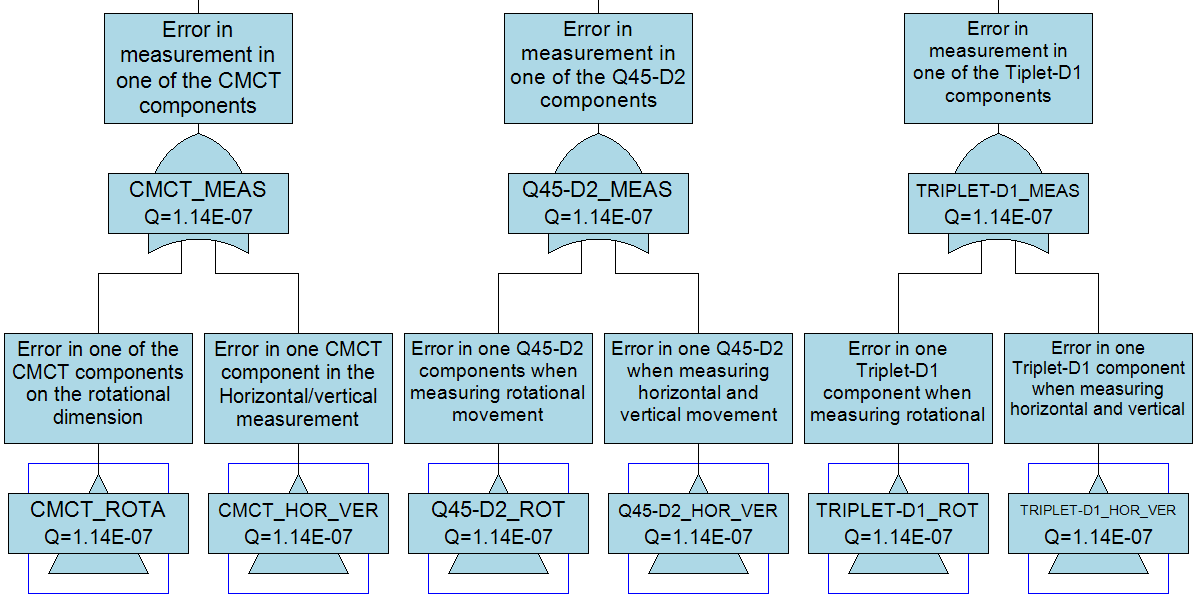 Error in
measurement in
one of the CMCT
components
Error in
measurement in
one of the Q45-D2
components
Error in
measurement in
one of the Tiplet-D1
components
CMCT_MEAS
Q=1.14E-07
Q45-D2_MEAS
Q=1.14E-07
TRIPLET-D1_MEAS
Q=1.14E-07
Error in one of the
CMCT components
on the rotational
dimension
Error in one CMCT
component in the
Horizontal/vertical
measurement
Error in one Q45-D2
components when
measuring rotational
movement
Error in one Q45-D2
when measuring
horizontal and
vertical movement
Error in one
Triplet-D1
component when
measuring rotational
Error in one
Triplet-D1 component
when measuring
horizontal and vertical
CMCT_ROTA
Q=1.14E-07
CMCT_HOR_VER
Q=1.14E-07
Q45-D2_ROT
Q=1.14E-07
Q45-D2_HOR_VER
Q=1.14E-07
TRIPLET-D1_ROT
Q=1.14E-07
TRIPLET-D1_HOR_VER
Q=1.14E-07